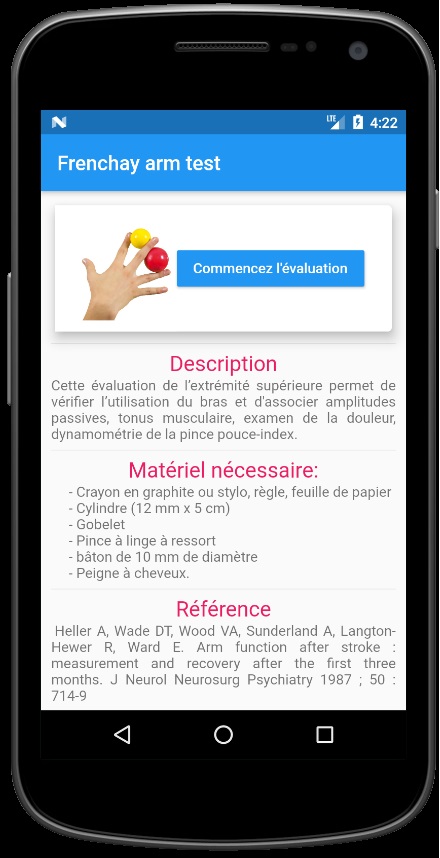 LTE 4:22
Frenchay arm test
Commencez l'évaluation
Description
Cette évaluation de l’extrémité supérieure permet de
vérifier l’utilisation du bras et d'associer amplitudes
passives, tonus musculaire, examen de la douleur,
dynamométrie de la pince pouce-index.
Matériel nécessaire:
- Crayon en graphite ou stylo, règle, feuille de papier
- Cylindre (12 mm x 5 cm)
- Gobelet
- Pince à linge à ressort
- bâton de 10 mm de diamètre
- Peigne à cheveux.
Référence
Heller A, Wade DT, Wood VA, Sunderland A, Langton-
Hewer R, Ward E. Arm function after stroke :
measurement and recovery after the first three
months. J Neurol Neurosurg Psychiatry 1987 ; 50 :
714-9